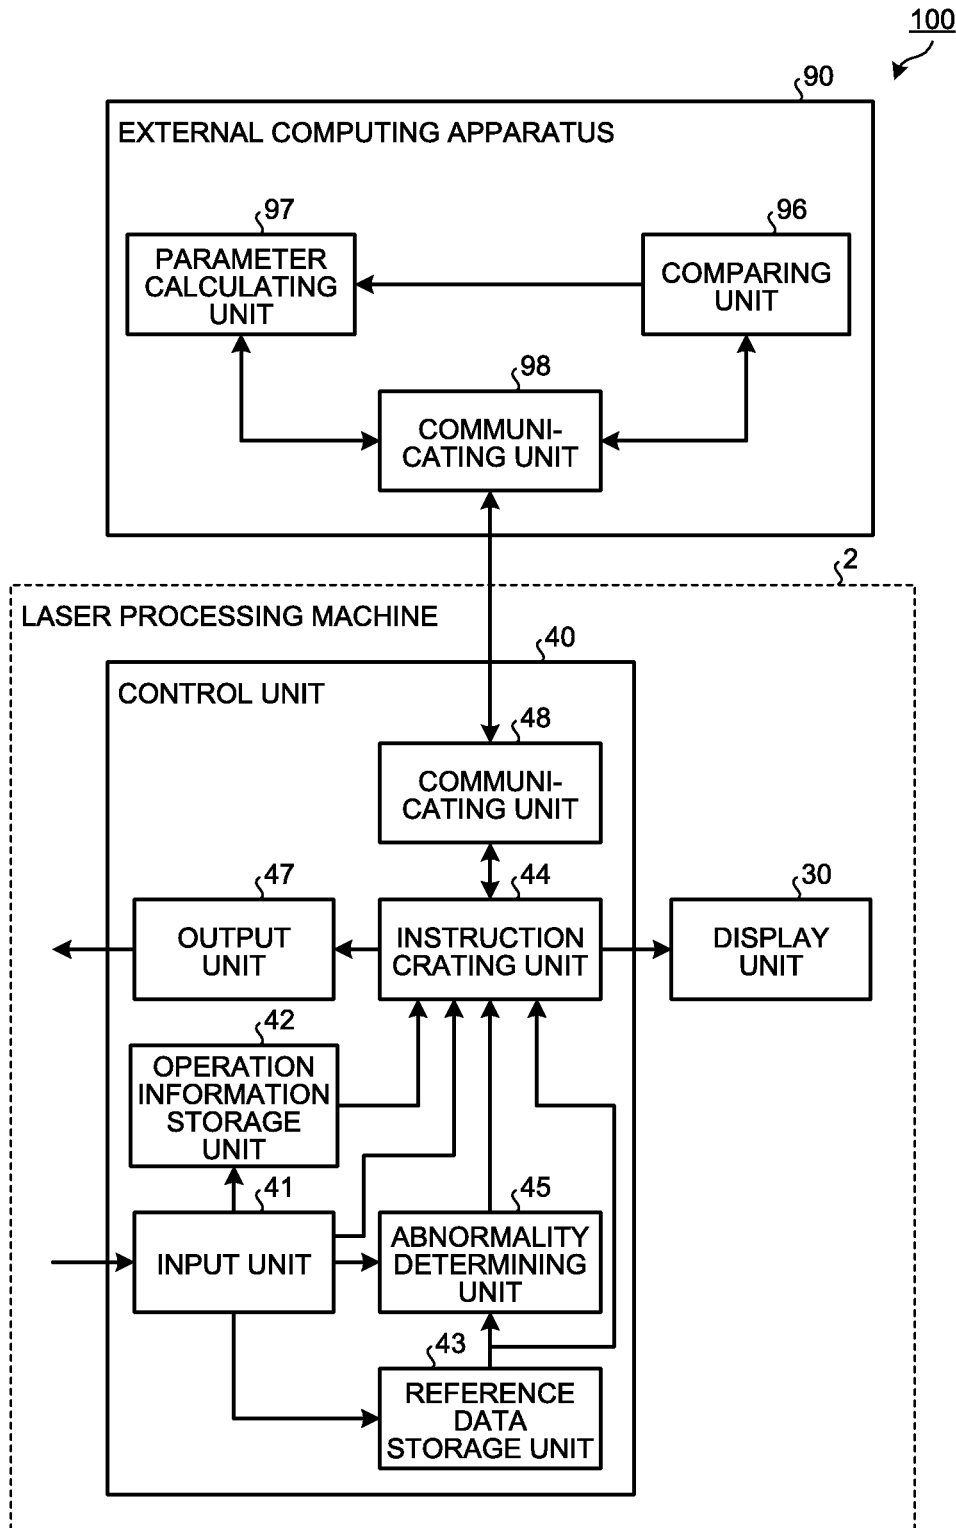 100
90
EXTERNAL COMPUTING APPARATUS
97
PARAMETER
CALCULATING
UNIT
96
COMPARING
UNIT
98
COMMUNI-
CATING UNIT
2
LASER PROCESSING MACHINE
40
CONTROL UNIT
48
COMMUNI-
CATING UNIT
47
OUTPUT
UNIT
44
INSTRUCTION
CRATING UNIT
30
DISPLAY
UNIT
42
OPERATION
INFORMATION
STORAGE
UNIT
41
INPUT UNIT
45
ABNORMALITY
DETERMINING
UNIT
43
REFERENCE
DATA
STORAGE UNIT